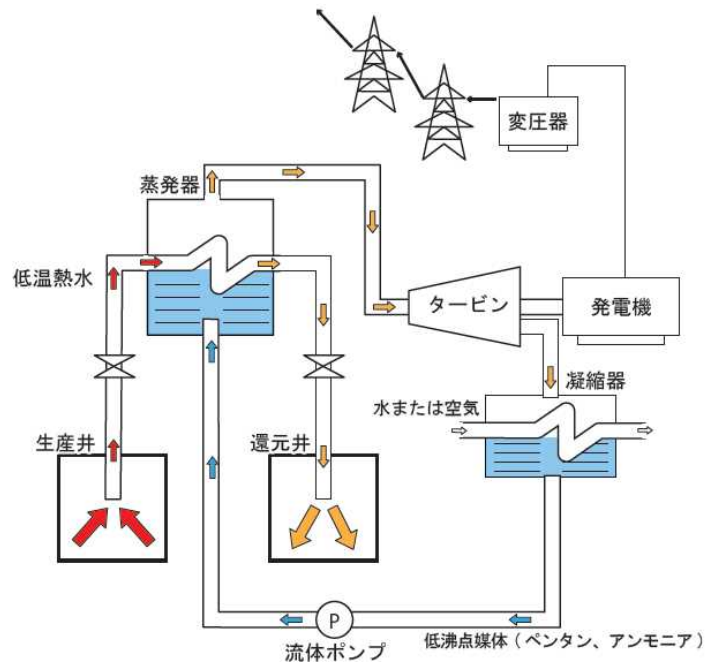 変圧器
蒸発器
低温熱水
タービン
発電機
凝縮器
水または空気
生産井
還元井
P
低沸点媒体(ペンタン、アンモニア)
流体ポンプ